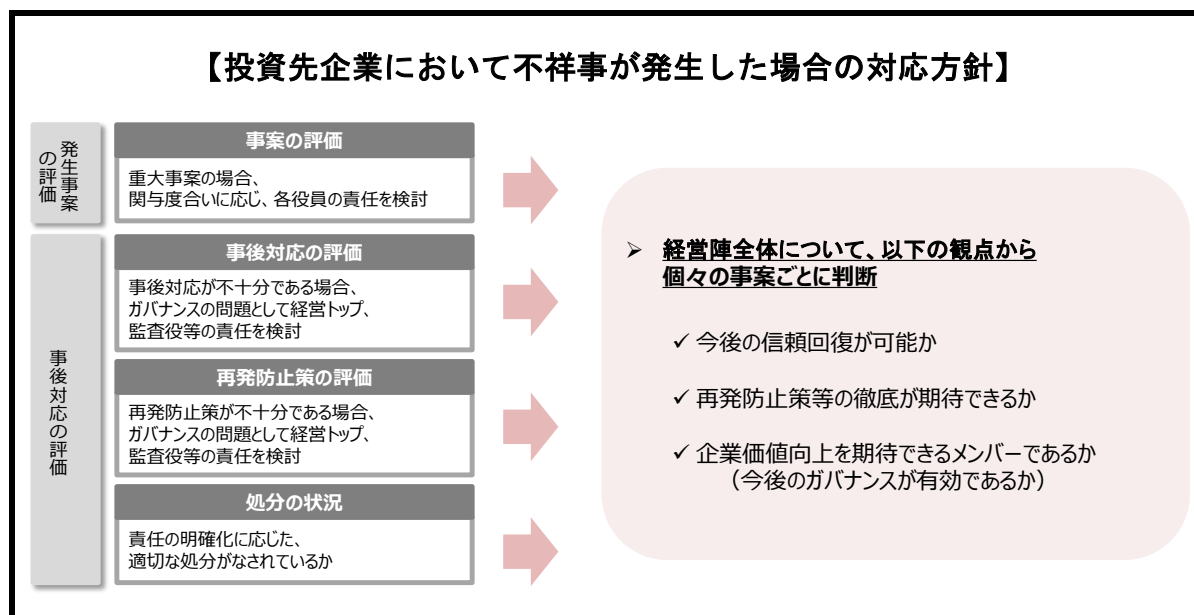 【投資先企業において不祥事が発生した場合の対応方針】
発生事案
の評価
事案の評価
重大事案の場合、
関与度合いに応じ、各役員の責任を検討
事後対応の評価
事後対応の評価
事後対応が不十分である場合、
ガバナンスの問題として経営トップ、
監査役等の責任を検討
再発防止策の評価
再発防止策が不十分である場合、
ガバナンスの問題として経営トップ、
監査役等の責任を検討
処分の状況
責任の明確化に応じた、
適切な処分がなされているか
➢ 経営陣全体について、以下の観点から
個々の事案ごとに判断
✓ 今後の信頼回復が可能か
✓ 再発防止策等の徹底が期待できるか
✓ 企業価値向上を期待できるメンバーであるか
（今後のガバナンスが有効であるか）